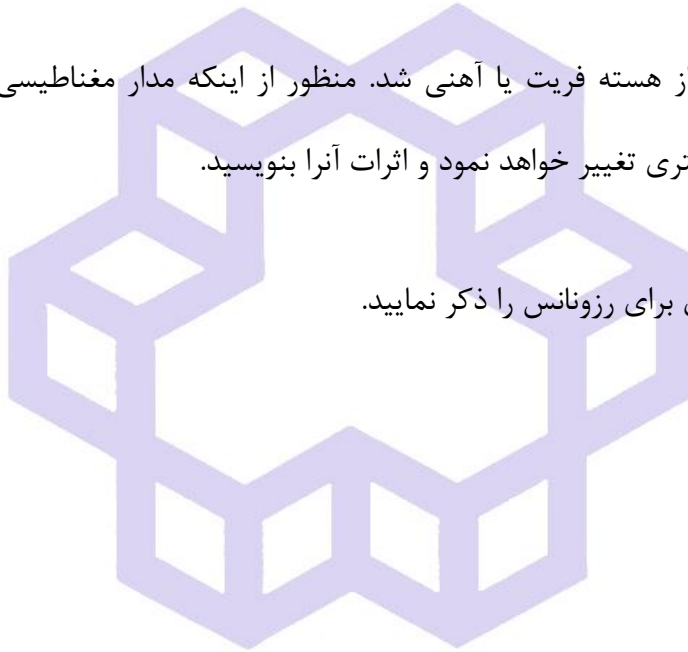 از هسته فریت یا آهنی شد. منظور از اینکه مدار مغناطیسی
تری تغییر خواهد نمود و اثرات آنرا بنویسید.
برای رزونانس را ذکر نمایید.